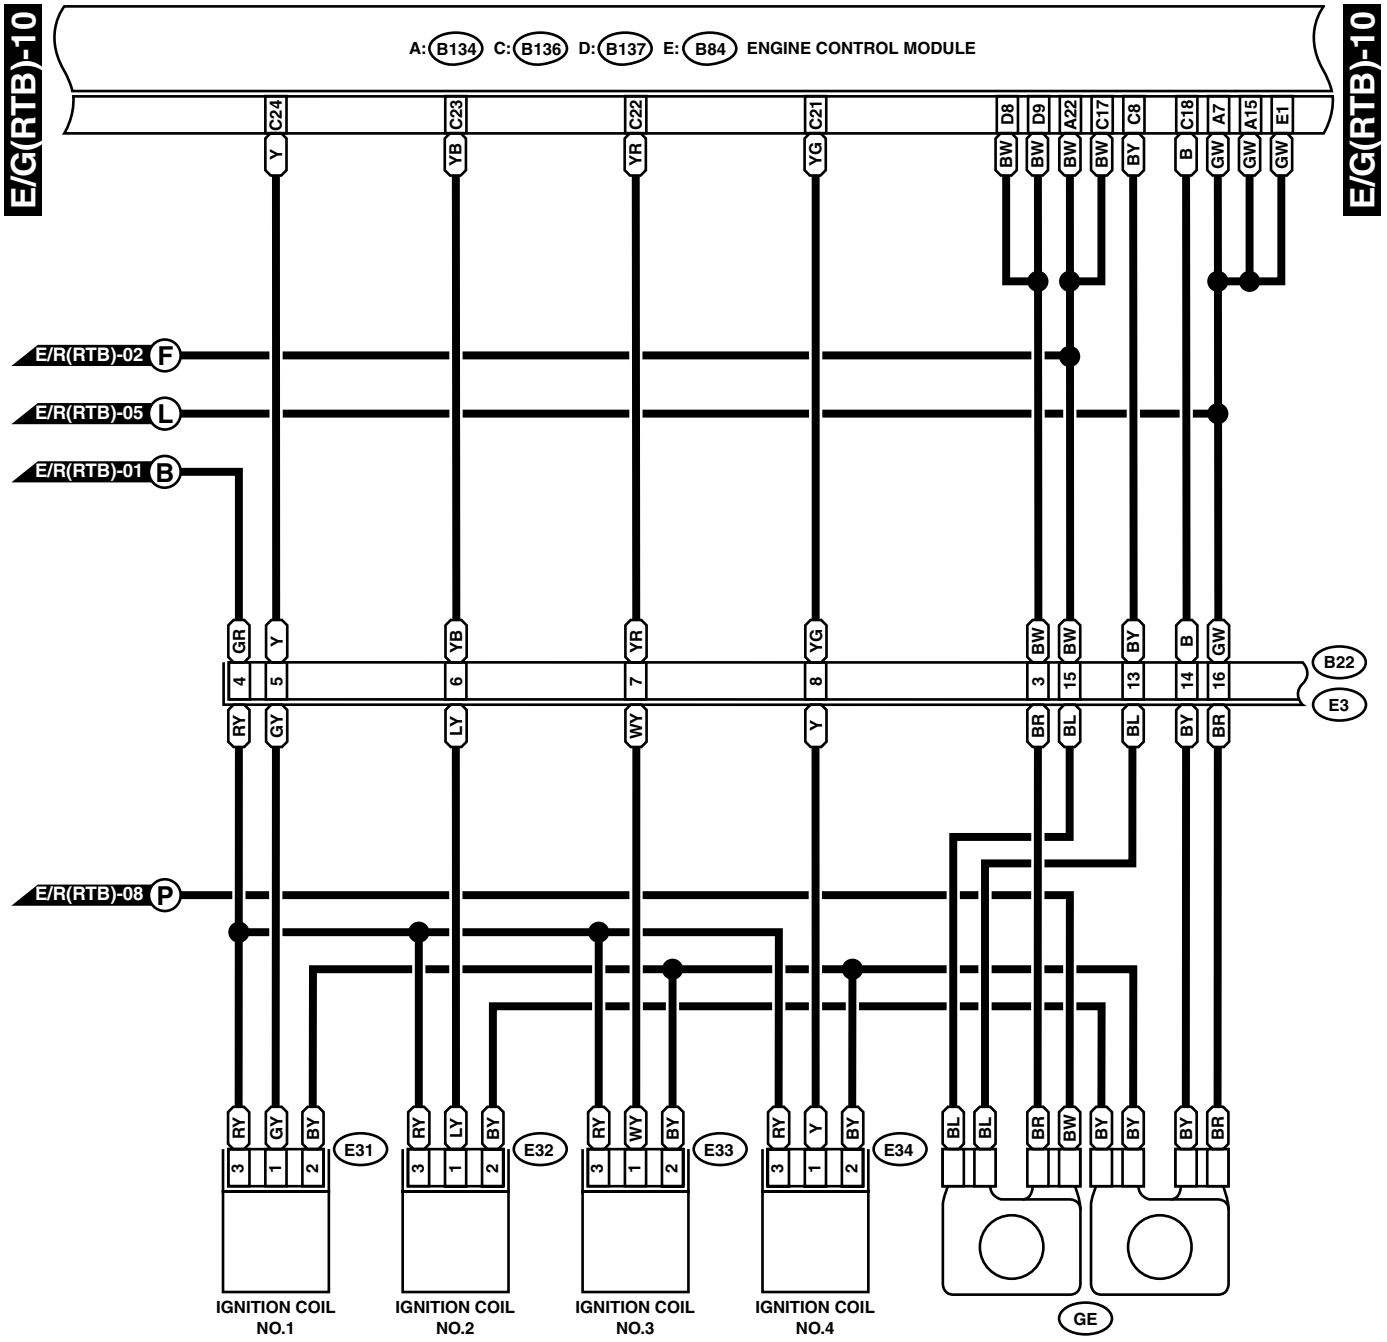 E/G(RTB)-10
E/G(RTB)-10
A: B134 C: B136 D: B137 E: B84 ENGINE CONTROL MODULE
C24 C23 C22 C21 D8 D9 A22 C17 C8 C18 A7 A15 E1
Y YB YR YG BW BW BW BW BY B GW GW GW
E/R(RTB)-02 F
E/R(RTB)-05 L
E/R(RTB)-01 B
GR Y YB YR YG BW BW BY B GW
4 5 6 7 8 3 15 13 14 16
B22
E3
RY GY LY WY Y BR BL BL BY BR
E/R(RTB)-08 P
RY GY BY RY LY BY RY WY BY RY Y BY BL BL BR BW BY BY BY BR
3 1 2 E31 3 1 2 E32 3 1 2 E33 3 1 2 E34
IGNITION COIL
NO.1
IGNITION COIL
NO.2
IGNITION COIL
NO.3
IGNITION COIL
NO.4
GE